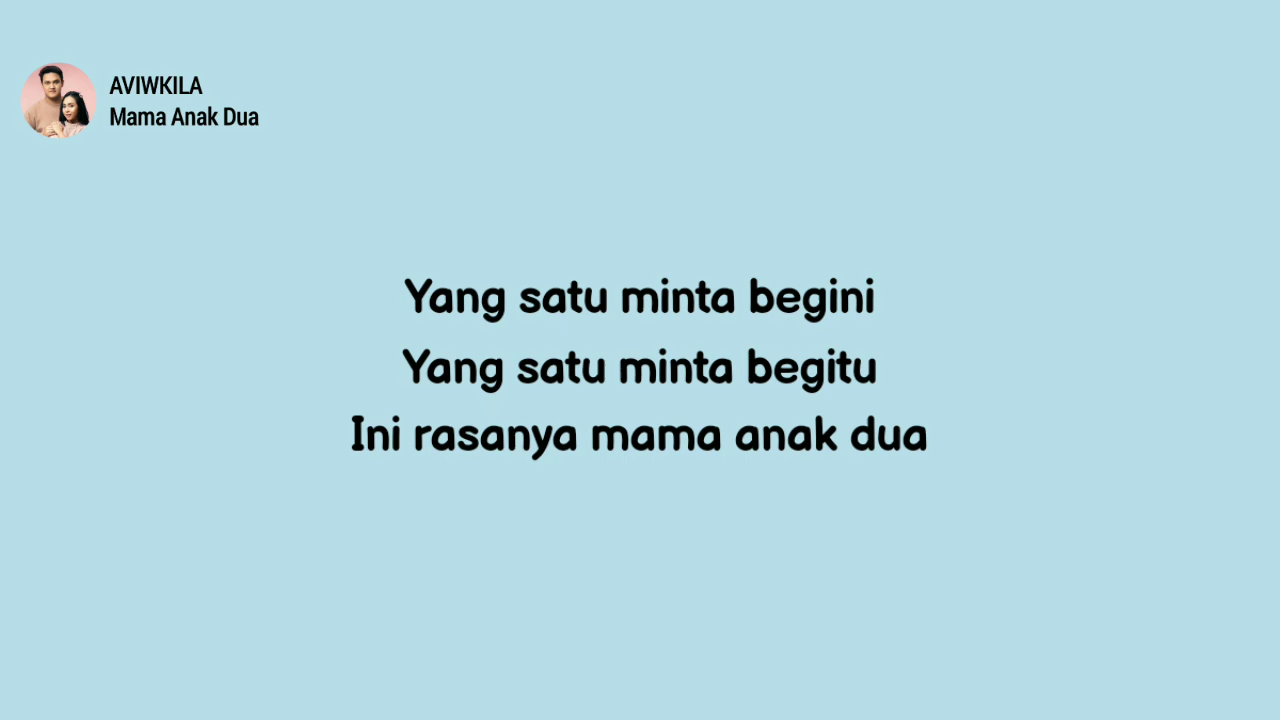 AVIWKILA
Mama Anak Dua
Yang satu minta begini
Yang satu minta begitu
Ini rasanya mama anak dua